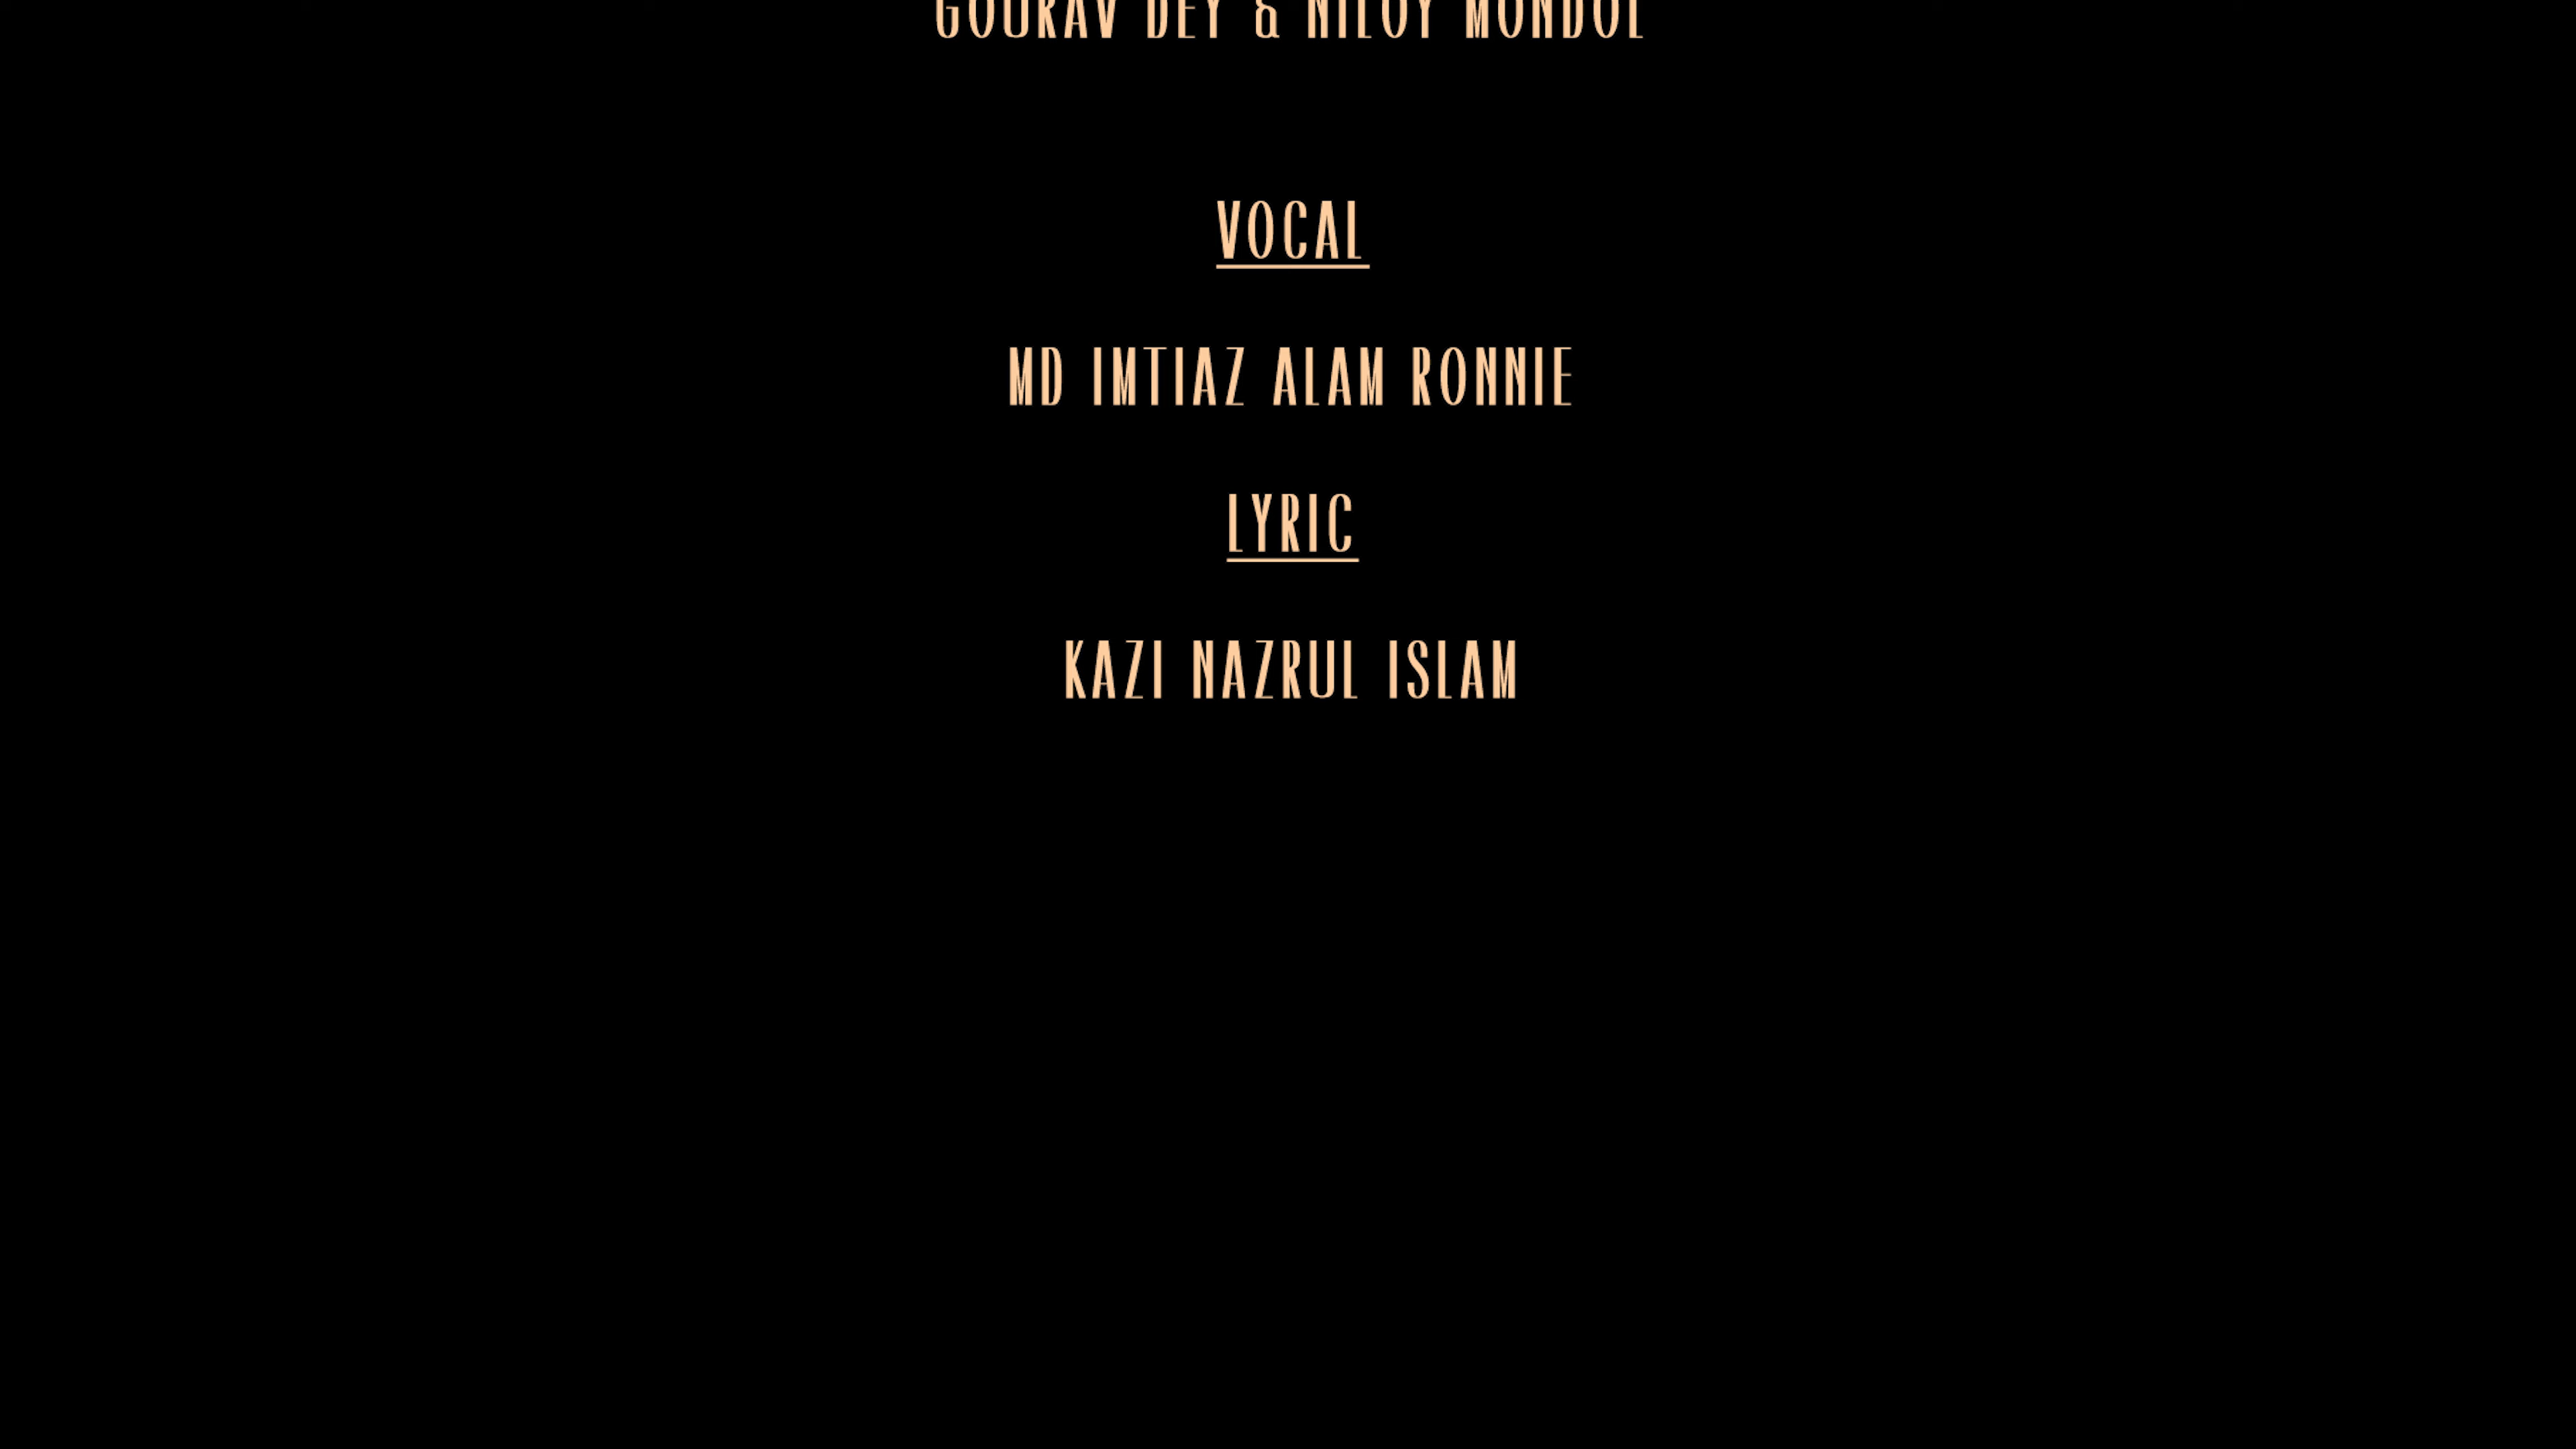 GOURAV DEY & NILOY MONDOL
VOCAL
MD IMTIAZ ALAM RONNIE
LYRIC
KAZI NAZRUL ISLAM